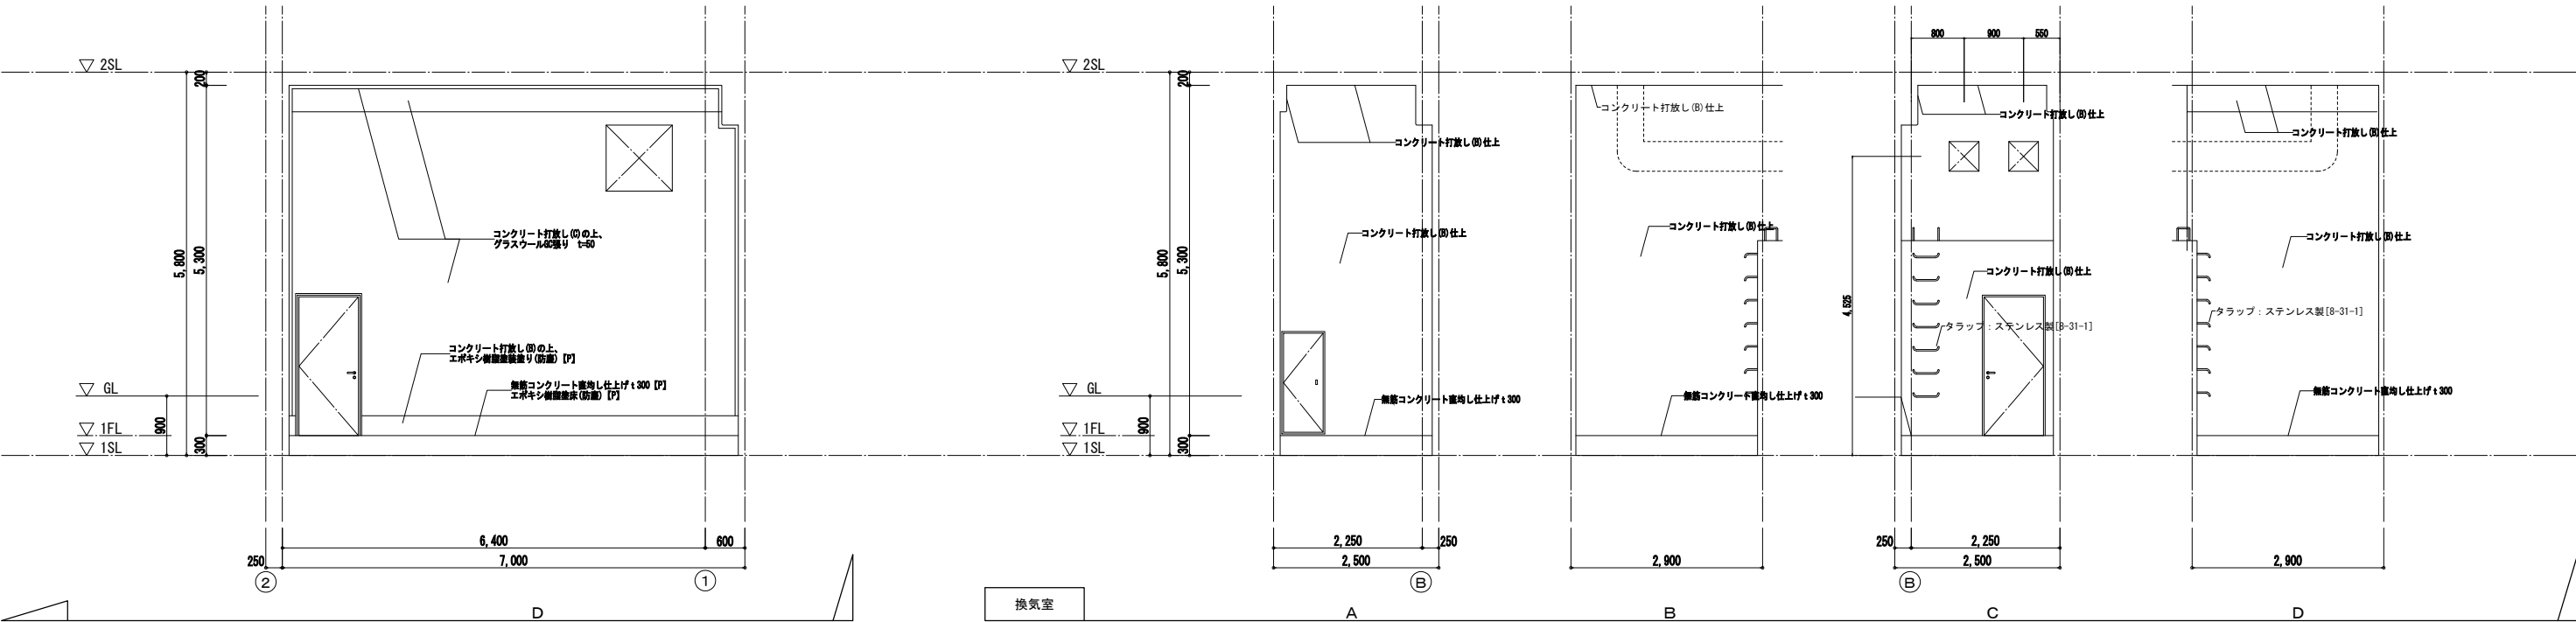 2SL
200
5,800
5,300
GL
900
1FL
300
1SL
コンクリート打放し(C)の上、
グラスウールGC張り t=50
コンクリート打放し(B)の上、
エポキシ樹脂塗装塗り(防塵)【P】
無筋コンクリート直均し仕上げ t 300【P】
エポキシ樹脂塗床(防塵)【P】
6,400
600
250
7,000
2
1
D
2SL
200
5,800
5,300
GL
900
1FL
300
1SL
コンクリート打放し(B)仕上
コンクリート打放し(B)仕上
無筋コンクリート直均し仕上げ t 300
2,250
250
2,500
B
換気室
A
コンクリート打放し(B)仕上
コンクリート打放し(B)仕上
無筋コンクリート直均し仕上げ t 300
2,900
B
800
900
550
コンクリート打放し(B)仕上
4,525
コンクリート打放し(B)仕上
タラップ：ステンレス製[8-31-1]
250
2,250
2,500
B
C
コンクリート打放し(B)仕上
コンクリート打放し(B)仕上
タラップ：ステンレス製[8-31-1]
無筋コンクリート直均し仕上げ t 300
2,900
D